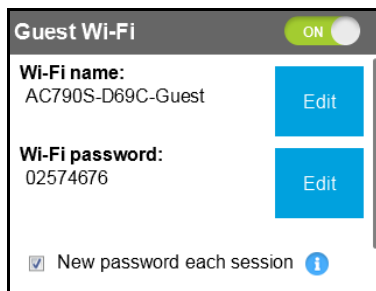 Guest Wi-Fi ON
Wi-Fi name:
AC790S-D69C-Guest
Edit
Wi-Fi password:
02574676
Edit
New password each session